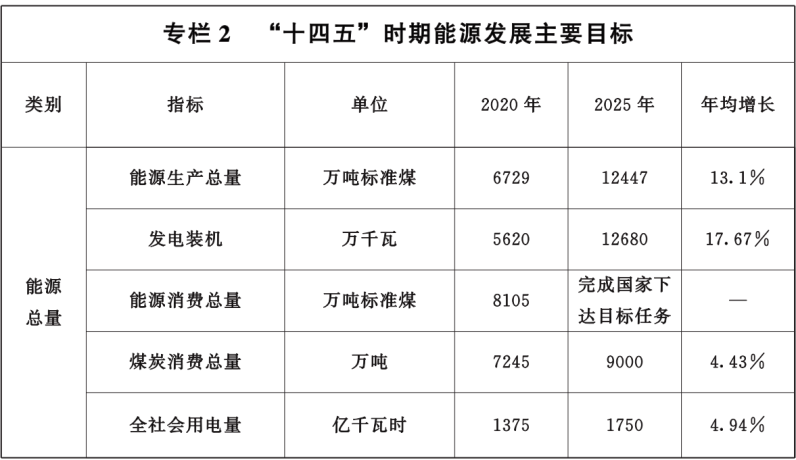 专栏 2 “十四五”时期能源发展主要目标
类别 指标 单位 2020 年 2025 年 年均增长
能源总量
能源生产总量 万吨标准煤 6729 12447 13.1%
发电装机 万千瓦 5620 12680 17.67%
能源消费总量 万吨标准煤 8105 完成国家下达目标任务 —
煤炭消费总量 万吨 7245 9000 4.43%
全社会用电量 亿千瓦时 1375 1750 4.94%